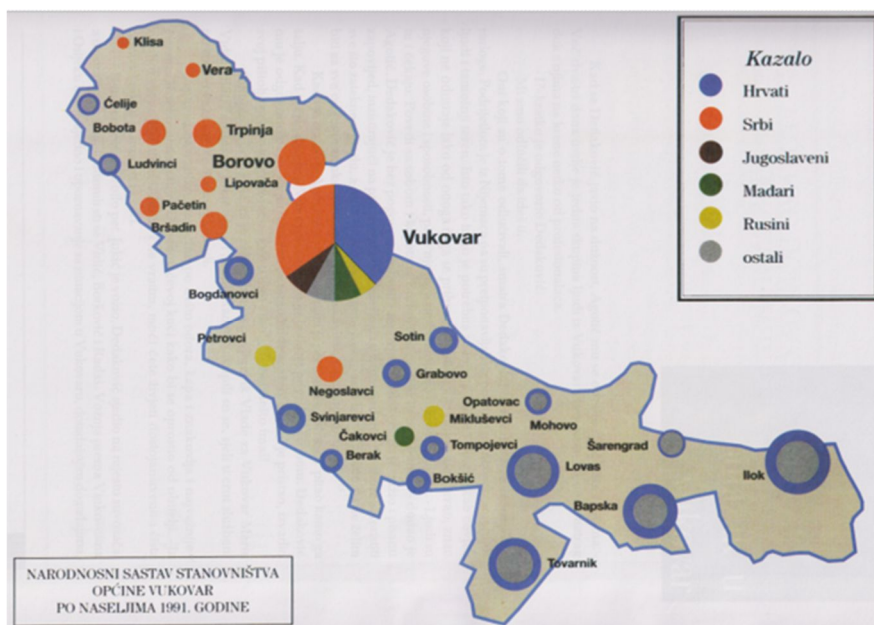 Kazalo
Hrvati
Srbi
Jugoslaveni
Madari
Rusini
ostali
Klisa
Vera
Ćelije
Bobota
Trpinja
Borovo
Ludvinci
Lipovača
Pačetin
Bršadin
Vukovar
Bogdanovci
Petrovci
Sotin
Negoslavci
Grabovo
Opatovac
Svinjarevci
Mikluševci
Mohovo
Čakovci
Šarengrad
Tompojevci
Berak
Lovas
Ilok
Bokšić
Bapska
Tovarnik
NARODNOSNI SASTAV STANOVNIŠTVA
OPĆINE VUKOVAR
PO NASELJIMA 1991. GODINE